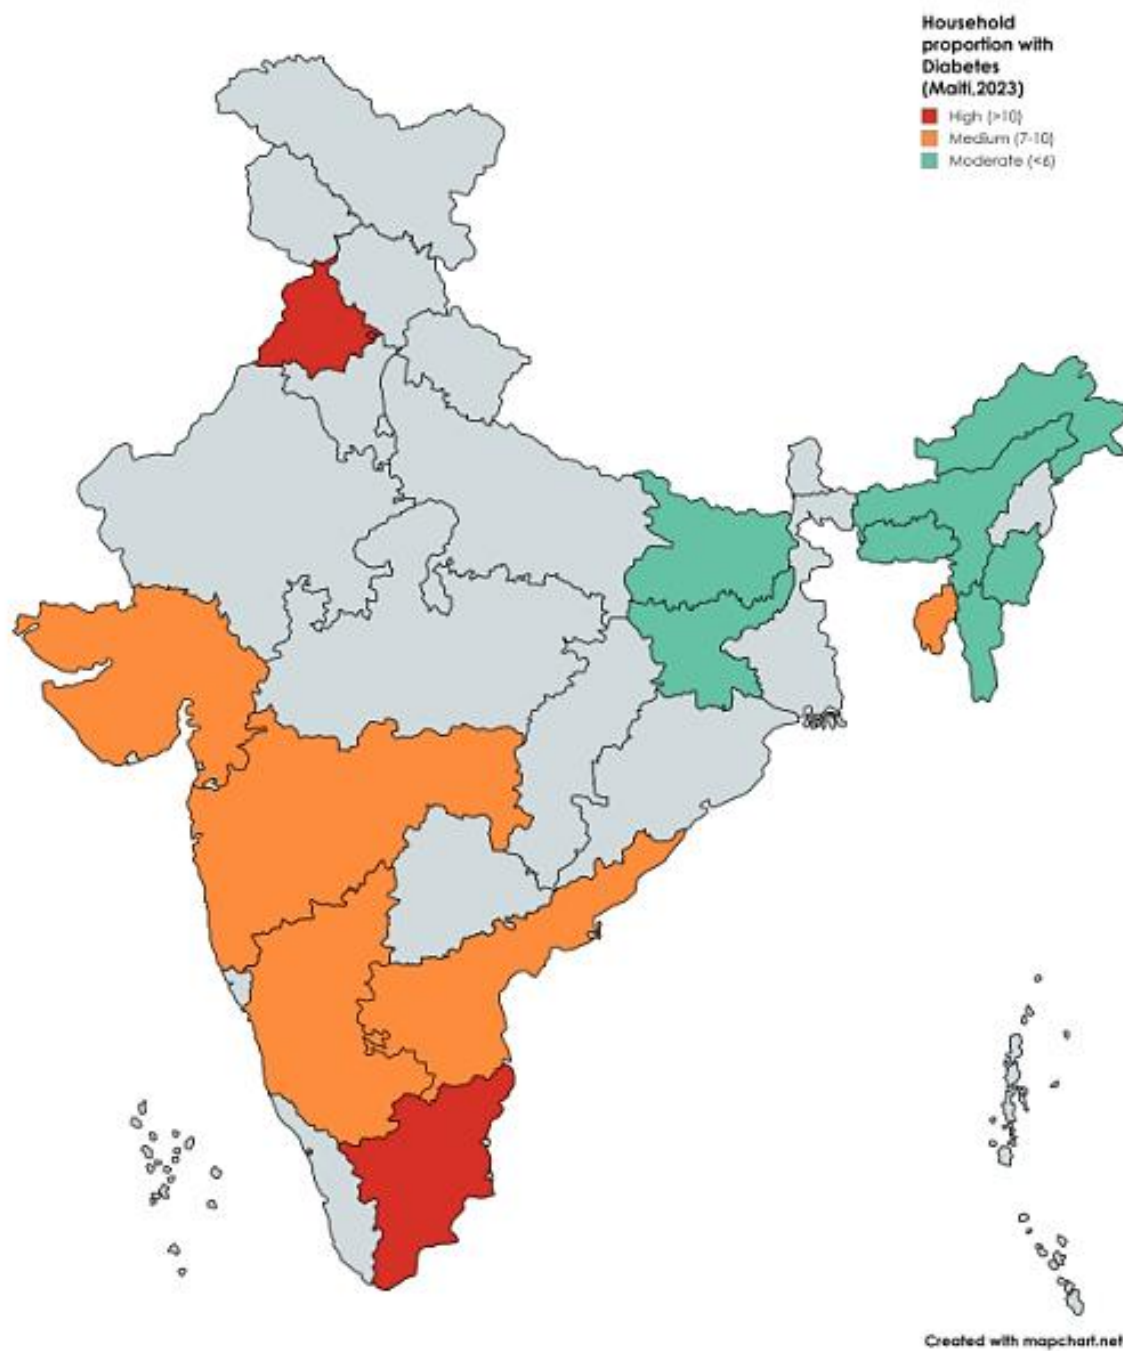 Household
proportion with
Diabetes
(Maiti,2023)
High (>10)
Medium (7-10)
Moderate (<6)
Created with mapchart.net